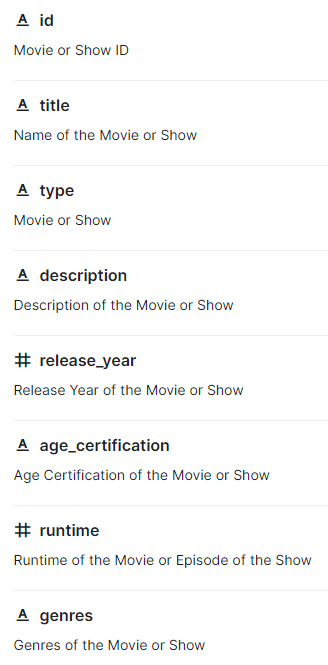 id
Movie or Show ID
title
Name of the Movie or Show
type
Movie or Show
description
Description of the Movie or Show
release_year
Release Year of the Movie or Show
age_certification
Age Certification of the Movie or Show
runtime
Runtime of the Movie or Episode of the Show
genres
Genres of the Movie or Show